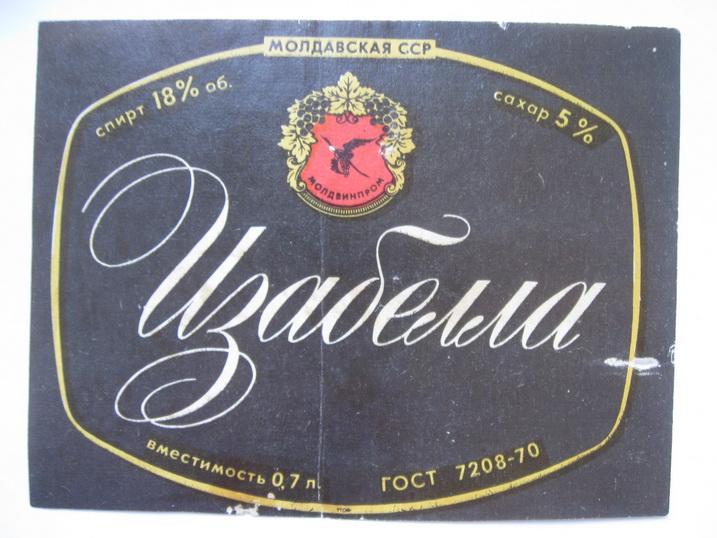 МОЛДАВСКАЯ ССР
спирт 18% об.
сахар 5%
МОЛДВИНПРОМ
Изабелла
вместимость 0,7 л.
ГОСТ 7208-70